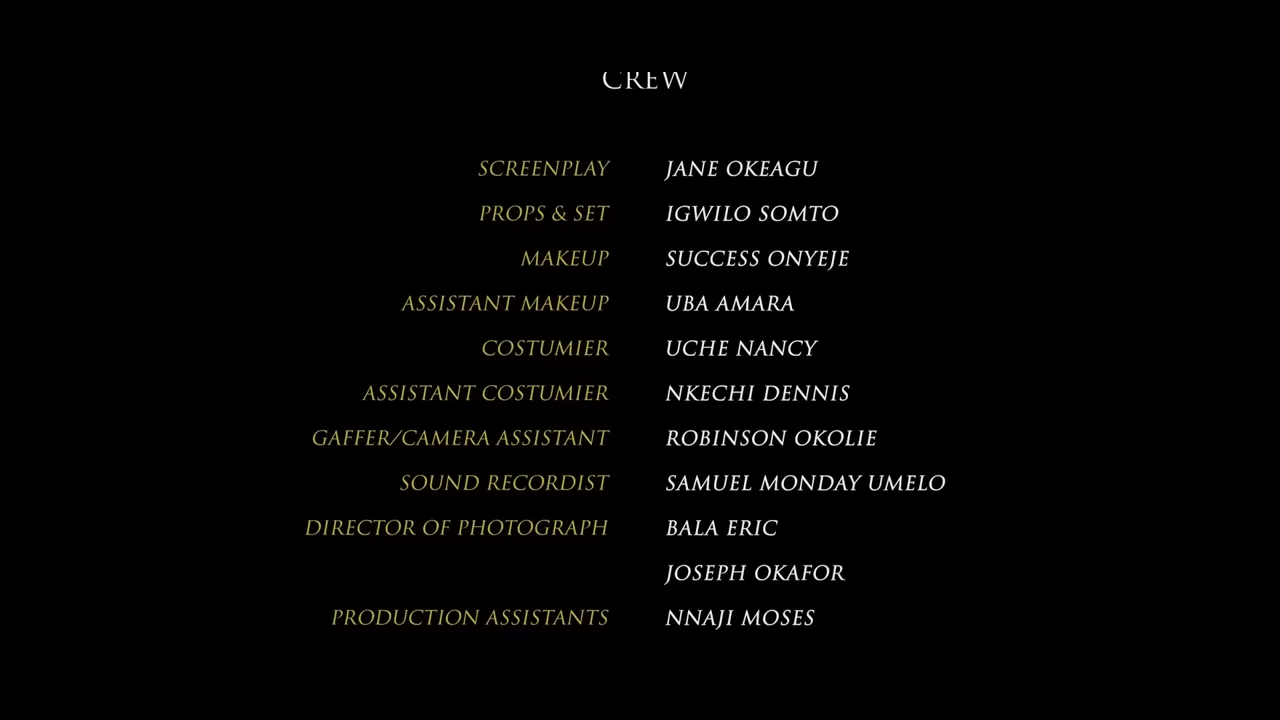 CREW
SCREENPLAY JANE OKEAGU
PROPS & SET IGWILO SOMTO
MAKEUP SUCCESS ONYEJE
ASSISTANT MAKEUP UBA AMARA
COSTUMIER UCHE NANCY
ASSISTANT COSTUMIER NKECHI DENNIS
GAFFER/CAMERA ASSISTANT ROBINSON OKOLIE
SOUND RECORDIST SAMUEL MONDAY UMELO
DIRECTOR OF PHOTOGRAPH BALA ERIC
JOSEPH OKAFOR
PRODUCTION ASSISTANTS NNAJI MOSES